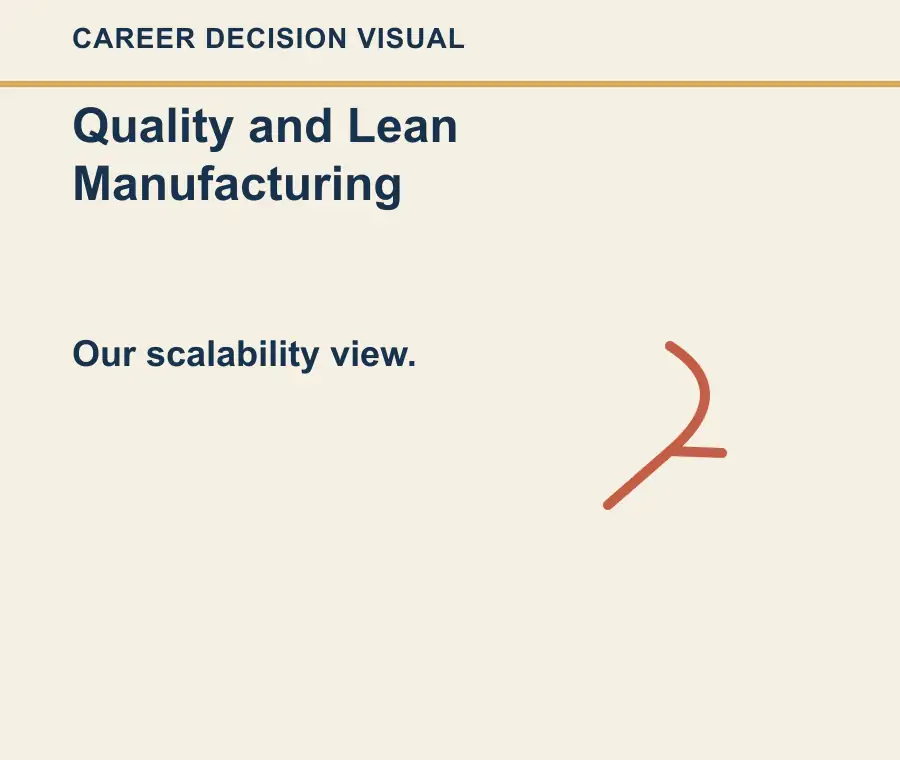 CAREER DECISION VISUAL
Quality and Lean
Manufacturing
Our scalability view.